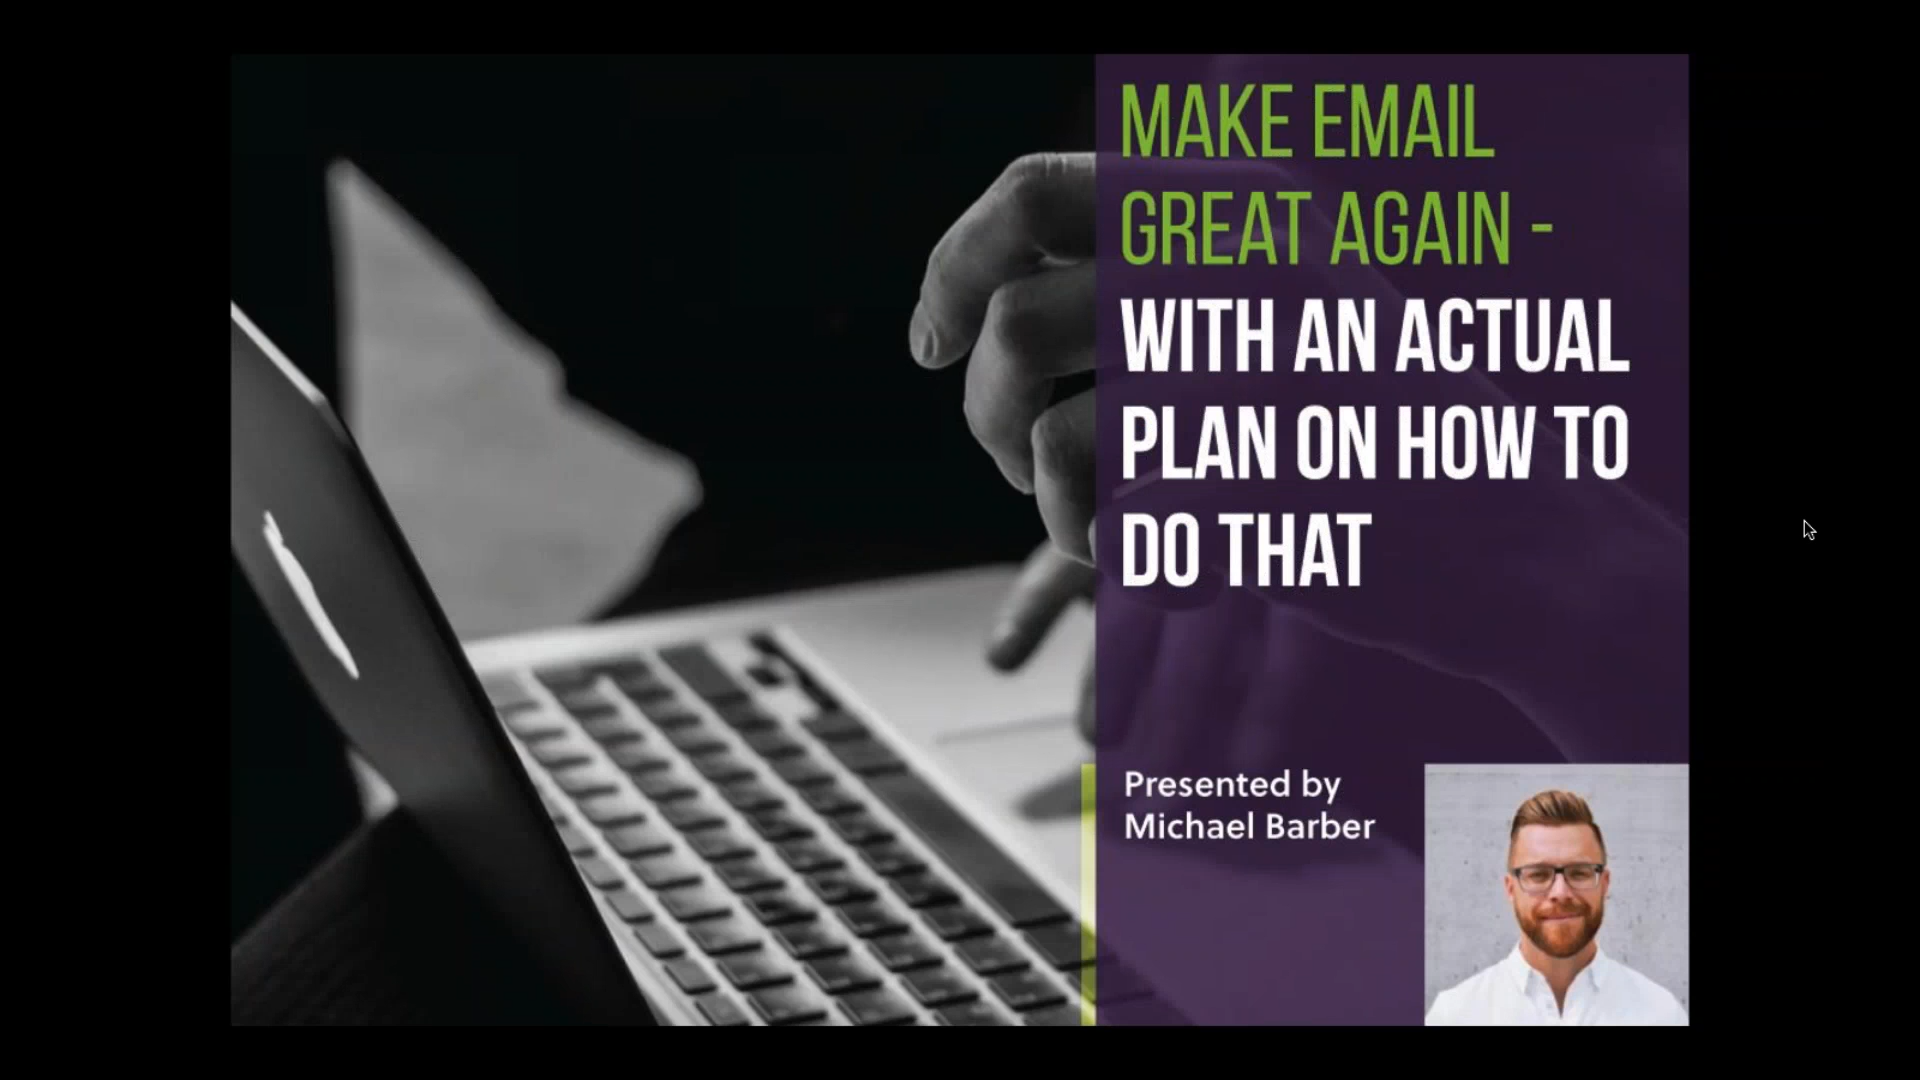 MAKE EMAIL
GREAT AGAIN -
WITH AN ACTUAL
PLAN ON HOW TO
DO THAT
Presented by
Michael Barber